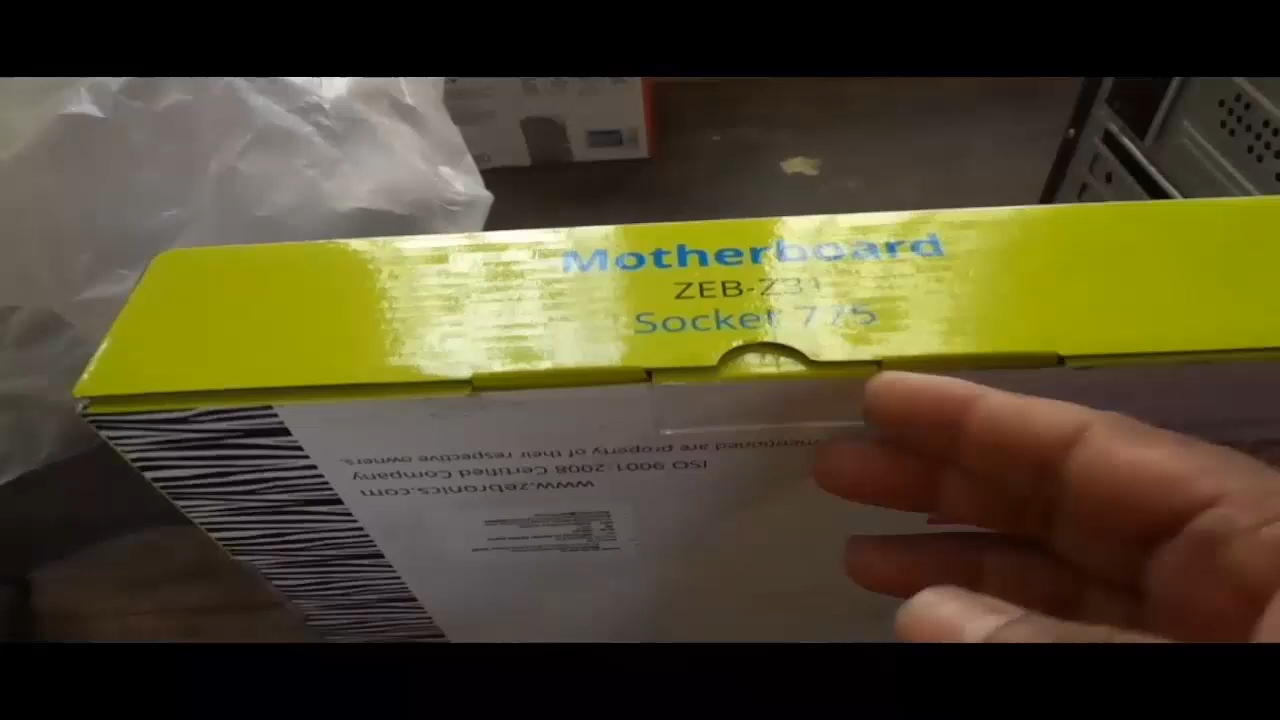 Motherboard
ZEB-Z31
Socket 775
www.zebronics.com
ISO 9001:2008 Certified Company
mentioned are property of their respective owners.